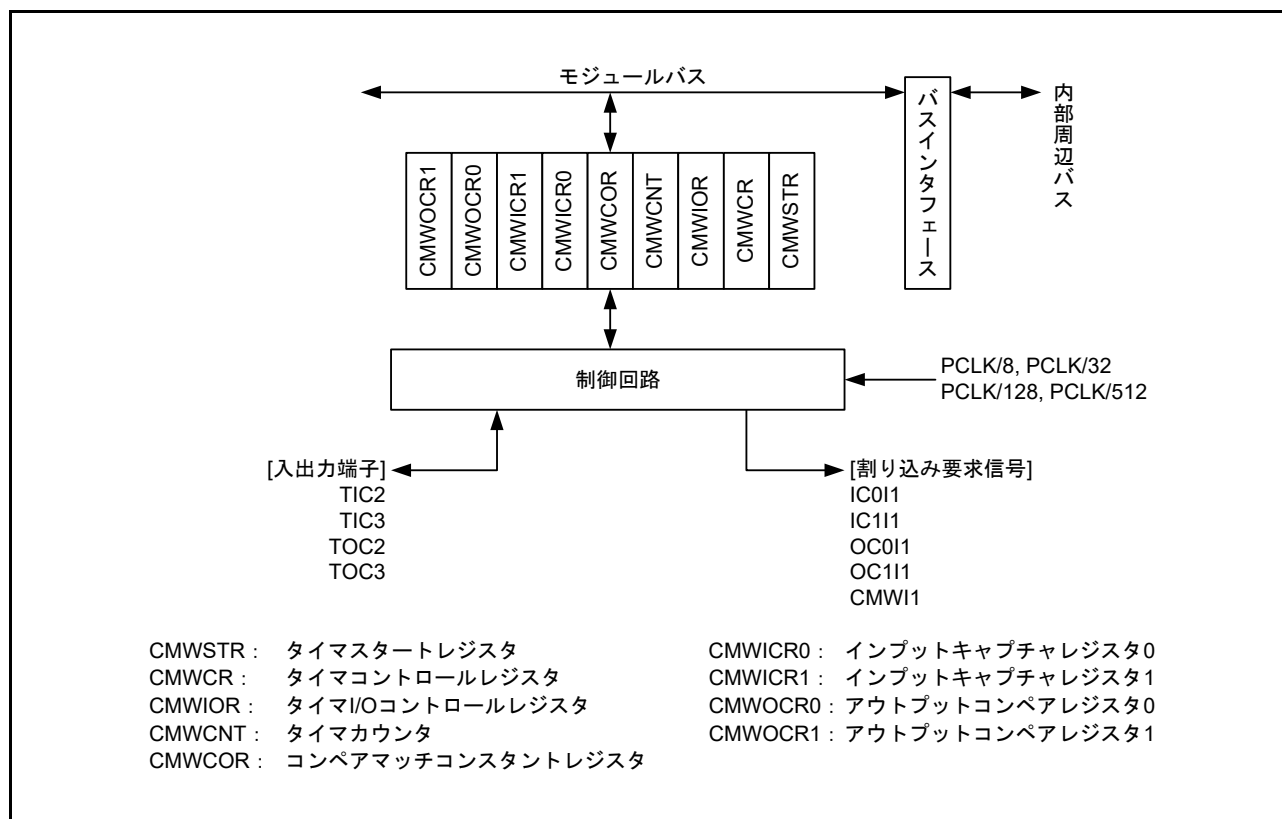 モジュールバス
バスインタフェース
内部周辺バス
CMWOCR1
CMWOCR0
CMWICR1
CMWICR0
CMWCOR
CMWCNT
CMWIOR
CMWCR
CMWSTR
制御回路
PCLK/8, PCLK/32
PCLK/128, PCLK/512
[入出力端子]
TIC2
TIC3
TOC2
TOC3
[割り込み要求信号]
IC0I1
IC1I1
OC0I1
OC1I1
CMWI1
CMWSTR： タイマスタートレジスタ
CMWCR： タイマコントロールレジスタ
CMWIOR： タイマI/Oコントロールレジスタ
CMWCNT： タイマカウンタ
CMWCOR： コンペアマッチコンスタントレジスタ
CMWICR0： インプットキャプチャレジスタ0
CMWICR1： インプットキャプチャレジスタ1
CMWOCR0：アウトプットコンペアレジスタ0
CMWOCR1：アウトプットコンペアレジスタ1